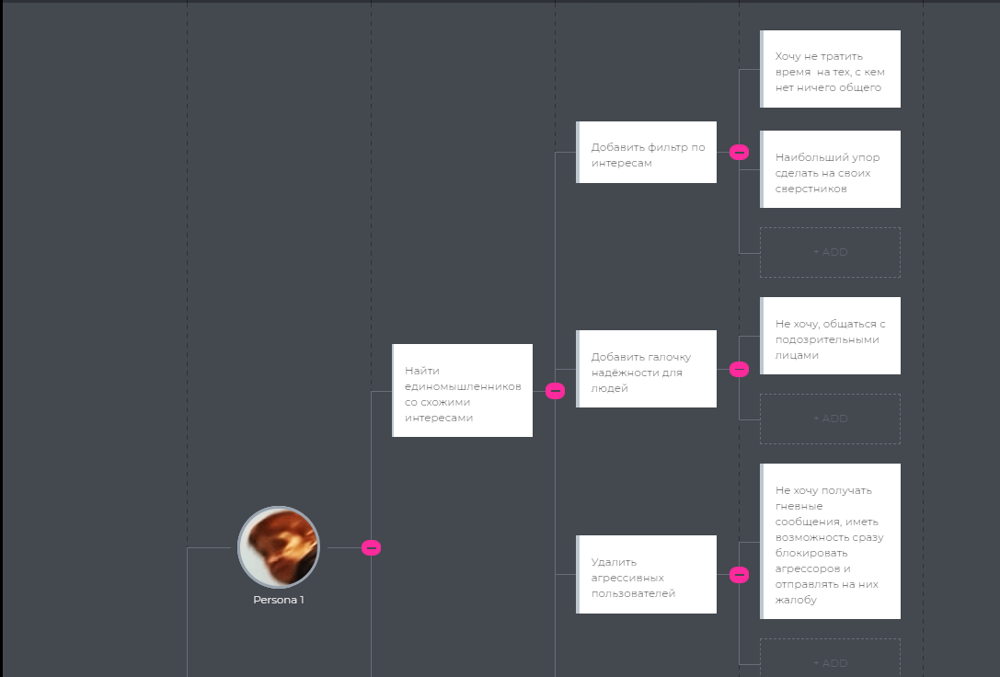 Хочу не тратить
время на тех, с кем
нет ничего общего
Добавить фильтр по
интересам
Наибольший упор
сделать на своих
сверстников
+ ADD
Не хочу, общаться с
подозрительными
лицами
Добавить галочку
надёжности для
людей
Найти
единомышленников
со схожими
интересами
+ ADD
Не хочу получать
гневные
сообщения, иметь
возможность сразу
блокировать
агрессоров и
отправлять на них
жалобу
Удалить
агрессивных
пользователей
Persona 1
+ ADD